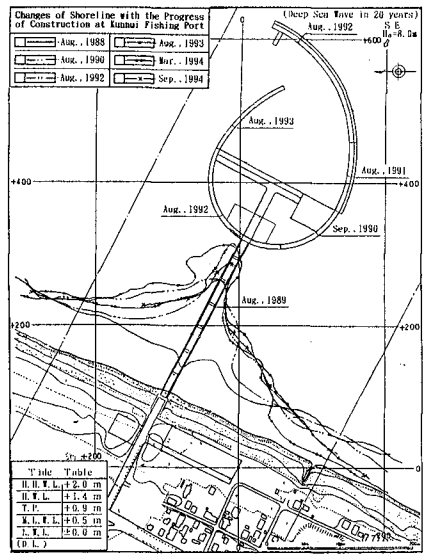 Changes of Shoreline with the Progress
of Construction at Kunnui Fishing Port
Aug., 1988
Aug., 1993
Aug., 1990
Mar., 1994
Aug., 1992
Sep., 1994
(Deep Sea Wave in 20 years)
Aug., 1992
S E
+600
0
Aug., 1993
+400
+400
Aug., 1991
Aug., 1992
Sep., 1990
Aug., 1989
+200
+200
+200
0
Tide Table
H.H.W.L. +2.0 m
H.W.L. +1.4 m
T.P. +0.9 m
M.L.W.L. +0.5 m
L.W.L. ±0.0 m
(D L.)